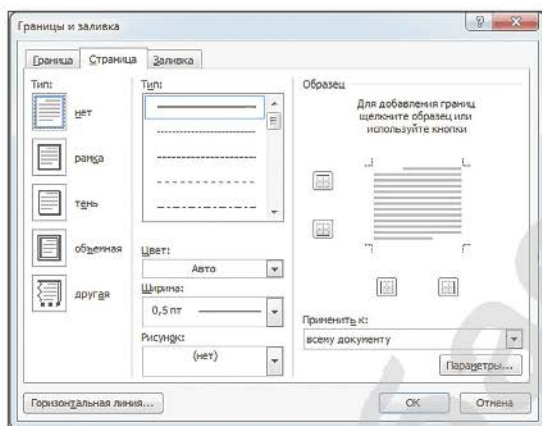 Границы и заливка
Граница
Страница
Заливка
Тип:
нет
рамка
тень
объемная
другая
Тип:
Цвет:
Авто
Ширина:
0,5 пт
Рисунок:
(нет)
Образец
Для добавления границ
щелкните образец или
используйте кнопки
Применить к:
всему документу
Параметры...
Горизонтальная линия...
ОК
Отмена